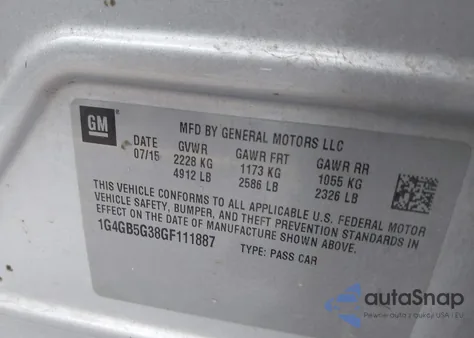 GM
MFD BY GENERAL MOTORS LLC
DATE GVWR GAWR FRT GAWR RR
07/15 2228 KG 1173 KG 1055 KG
4912 LB 2586 LB 2326 LB
THIS VEHICLE CONFORMS TO ALL APPLICABLE U.S. FEDERAL MOTOR
VEHICLE SAFETY, BUMPER, AND THEFT PREVENTION STANDARDS IN
EFFECT ON THE DATE OF MANUFACTURE SHOWN ABOVE.
1G4GB5G38GF111887 TYPE: PASS CAR
autoSnap